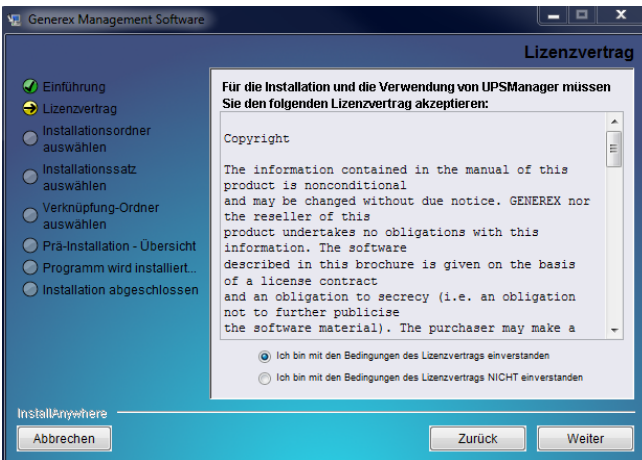 Generex Management Software
Lizenzvertrag
Einführung
Lizenzvertrag
Installationsordner
auswählen
Installationssatz
auswählen
Verknüpfung-Ordner
auswählen
Prä-Installation - Übersicht
Programm wird installiert...
Installation abgeschlossen
Für die Installation und die Verwendung von UPSManager müssen
Sie den folgenden Lizenzvertrag akzeptieren:
Copyright
The information contained in the manual of this
product is nonconditional
and may be changed without due notice. GENEREX nor
the reseller of this
product undertakes no obligations with this
information. The software
described in this brochure is given on the basis
of a license contract
and an obligation to secrecy (i.e. an obligation
not to further publicise
the software material). The purchaser may make a
Ich bin mit den Bedingungen des Lizenzvertrags einverstanden
Ich bin mit den Bedingungen des Lizenzvertrags NICHT einverstanden
InstallAnywhere
Abbrechen
Zurück
Weiter